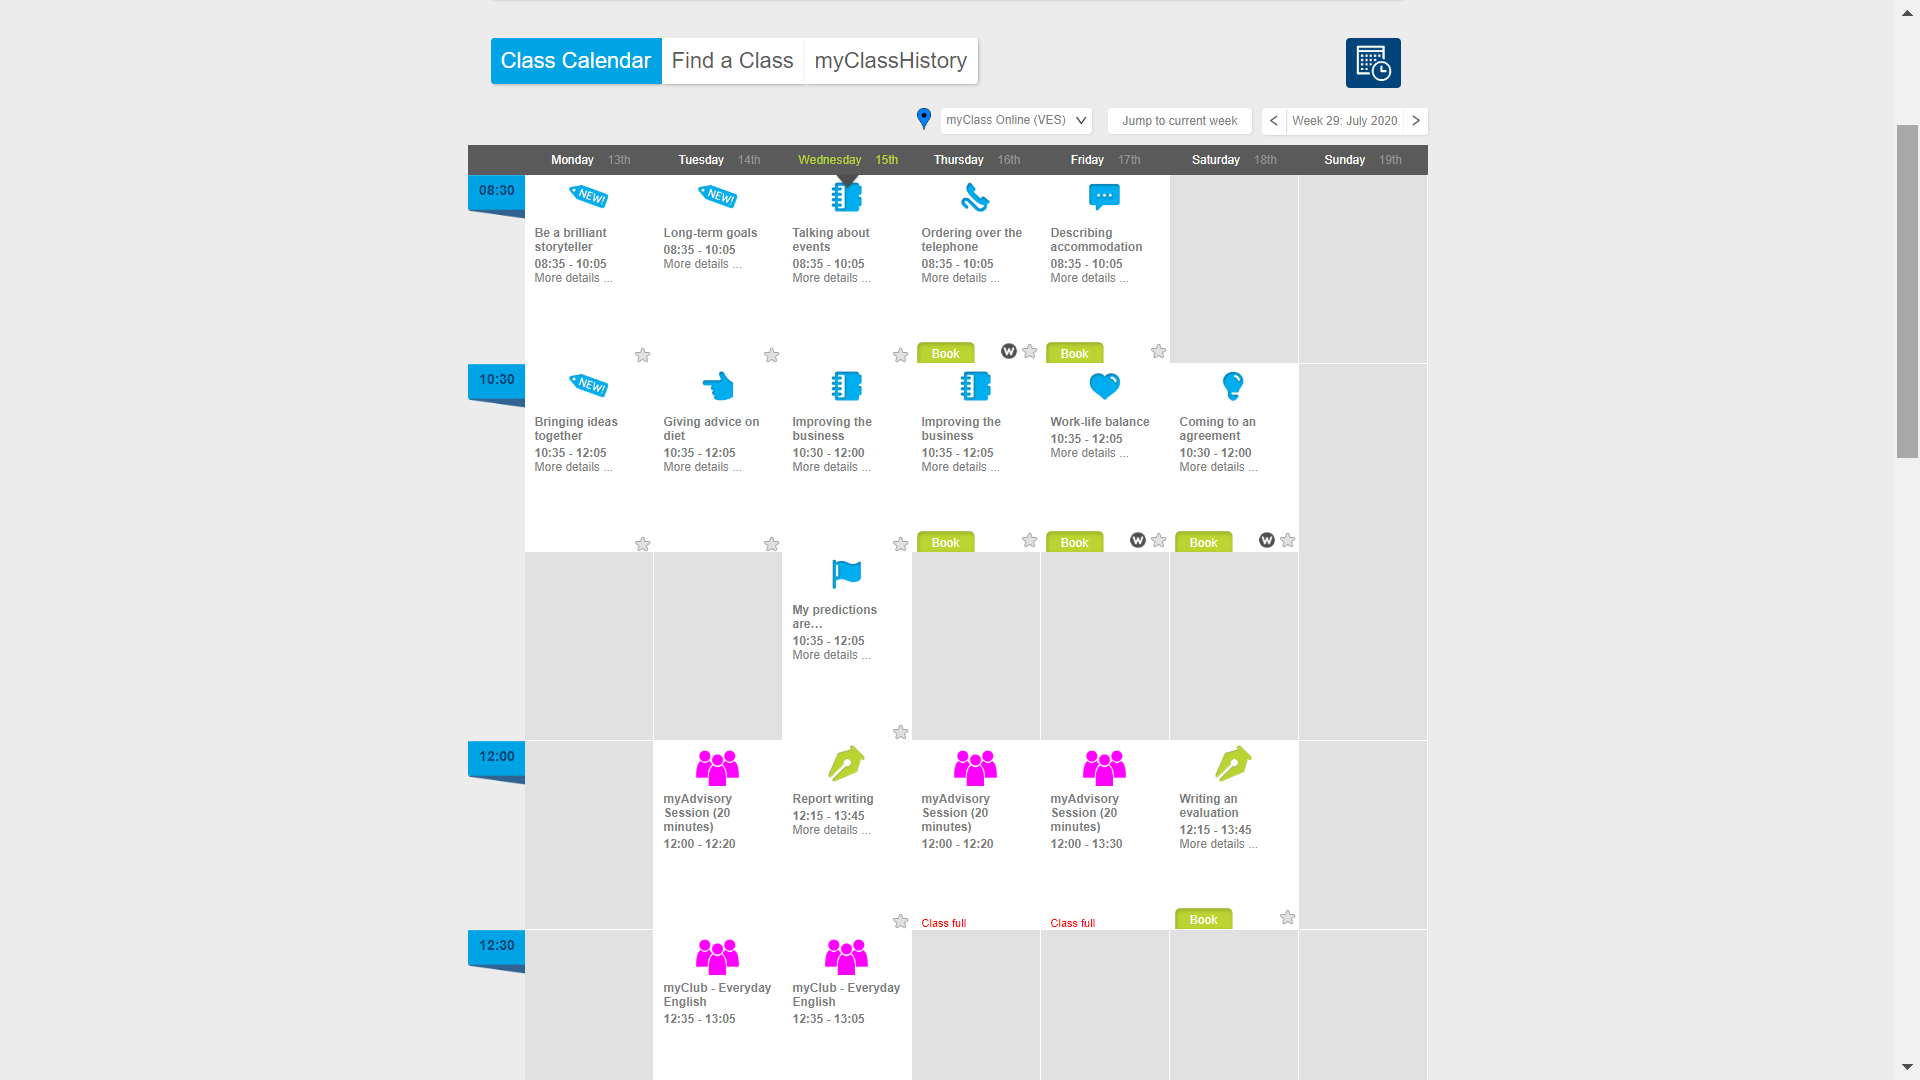 Class Calendar
Find a Class
myClassHistory
myClass Online (VES)
Jump to current week
Week 29: July 2020
Monday 13th
Tuesday 14th
Wednesday 15th
Thursday 16th
Friday 17th
Saturday 18th
Sunday 19th
08:30
NEW!
Be a brilliant
storyteller
08:35 - 10:05
More details ...
NEW!
Long-term goals
08:35 - 10:05
More details ...
Talking about
events
08:35 - 10:05
More details ...
Ordering over the
telephone
08:35 - 10:05
More details ...
Book
W
Describing
accommodation
08:35 - 10:05
More details ...
Book
10:30
NEW!
Bringing ideas
together
10:35 - 12:05
More details ...
Giving advice on
diet
10:35 - 12:05
More details ...
Improving the
business
10:30 - 12:00
More details ...
Improving the
business
10:35 - 12:05
More details ...
Book
Work-life balance
10:35 - 12:05
More details ...
Book
W
Coming to an
agreement
10:30 - 12:00
More details ...
Book
W
My predictions
are...
10:35 - 12:05
More details ...
12:00
myAdvisory
Session (20
minutes)
12:00 - 12:20
Report writing
12:15 - 13:45
More details ...
myAdvisory
Session (20
minutes)
12:00 - 12:20
Class full
myAdvisory
Session (20
minutes)
12:00 - 13:30
Class full
Writing an
evaluation
12:15 - 13:45
More details ...
Book
12:30
myClub - Everyday
English
12:35 - 13:05
myClub - Everyday
English
12:35 - 13:05